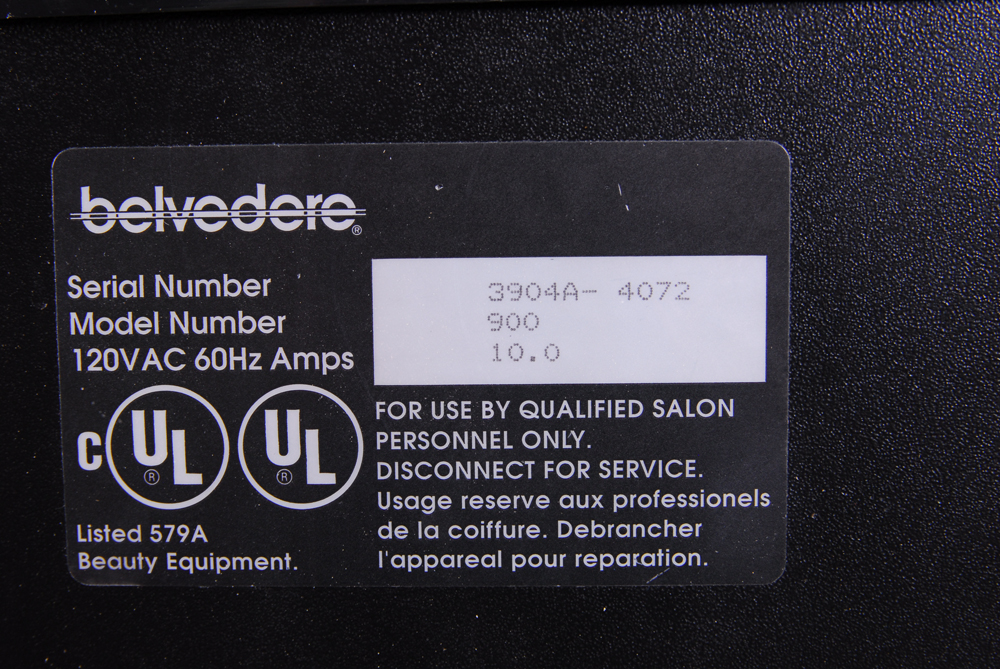 belvedere®
Serial Number 3904A- 4072
Model Number 900
120VAC 60Hz Amps 10.0
C UL® UL®
Listed 579A
Beauty Equipment.
FOR USE BY QUALIFIED SALON
PERSONNEL ONLY.
DISCONNECT FOR SERVICE.
Usage reserve aux professionels
de la coiffure. Debrancher
l'appareal pour reparation.